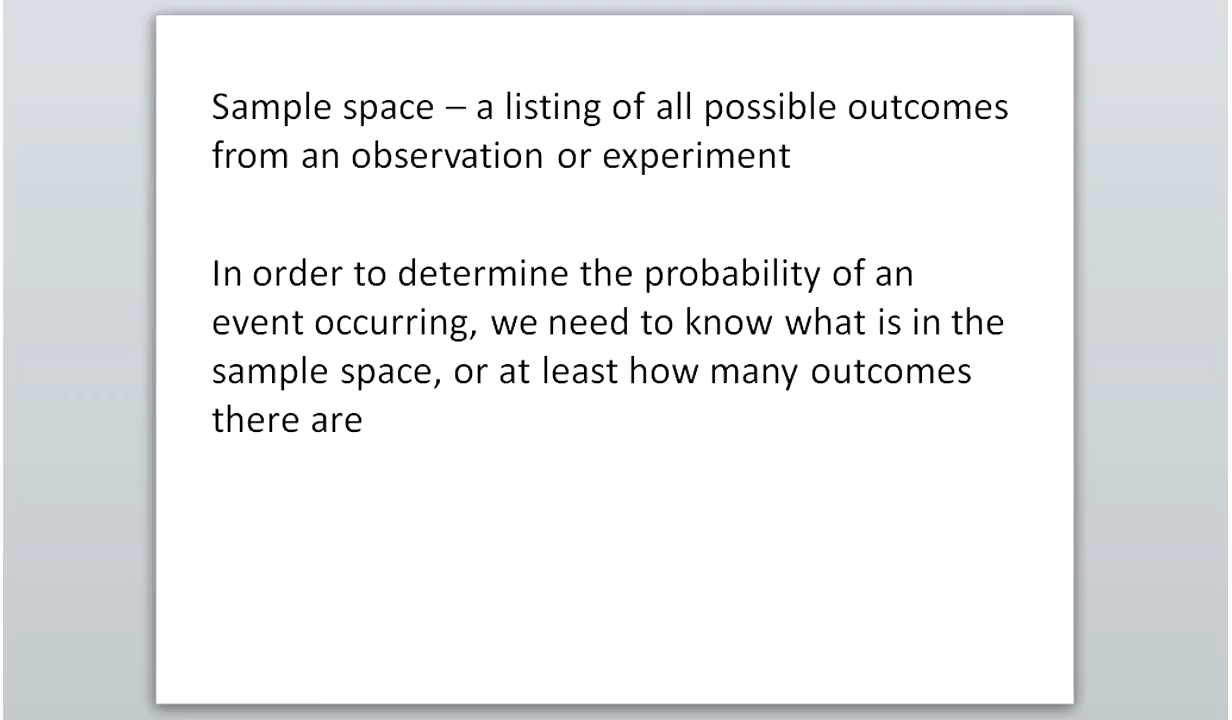 Sample space – a listing of all possible outcomes
from an observation or experiment
In order to determine the probability of an
event occurring, we need to know what is in the
sample space, or at least how many outcomes
there are